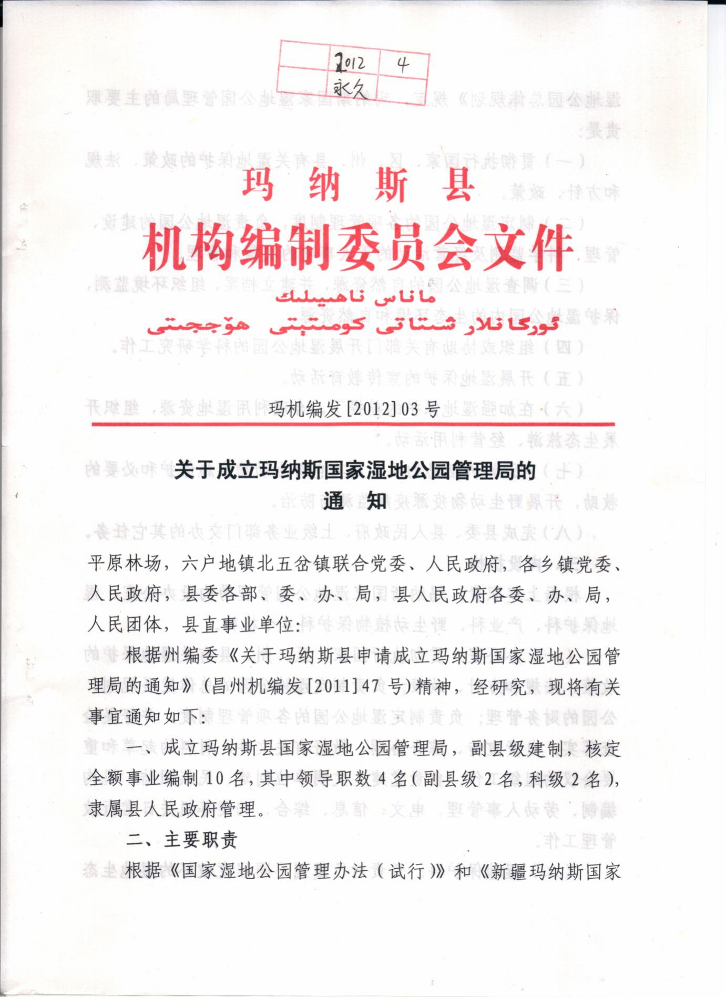 2012 4
永久
玛纳斯县
机构编制委员会文件
ماناس ناھىيىلىك
ئورگانلار شىتاتى كومىتېتى ھۆججىتى
玛机编发[2012]03号
关于成立玛纳斯国家湿地公园管理局的
通 知
平原林场，六户地镇北五岔镇联合党委、人民政府，各乡镇党委、
人民政府，县委各部、委、办、局，县人民政府各委、办、局，
人民团体，县直事业单位：
根据州编委《关于玛纳斯县申请成立玛纳斯国家湿地公园管
理局的通知》（昌州机编发[2011]47号）精神，经研究，现将有关
事宜通知如下：
一、成立玛纳斯县国家湿地公园管理局，副县级建制，核定
全额事业编制10名，其中领导职数4名（副县级2名，科级2名），
隶属县人民政府管理。
二、主要职责
根据《国家湿地公园管理办法（试行）》和《新疆玛纳斯国家